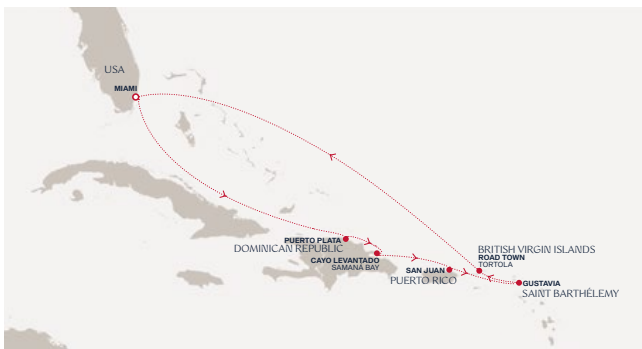 USA
MIAMI
PUERTO PLATA
DOMINICAN REPUBLIC
CAYO LEVANTADO
SAMANÁ BAY
SAN JUAN
PUERTO RICO
BRITISH VIRGIN ISLANDS
ROAD TOWN
TORTOLA
GUSTAVIA
SAINT BARTHÉLEMY